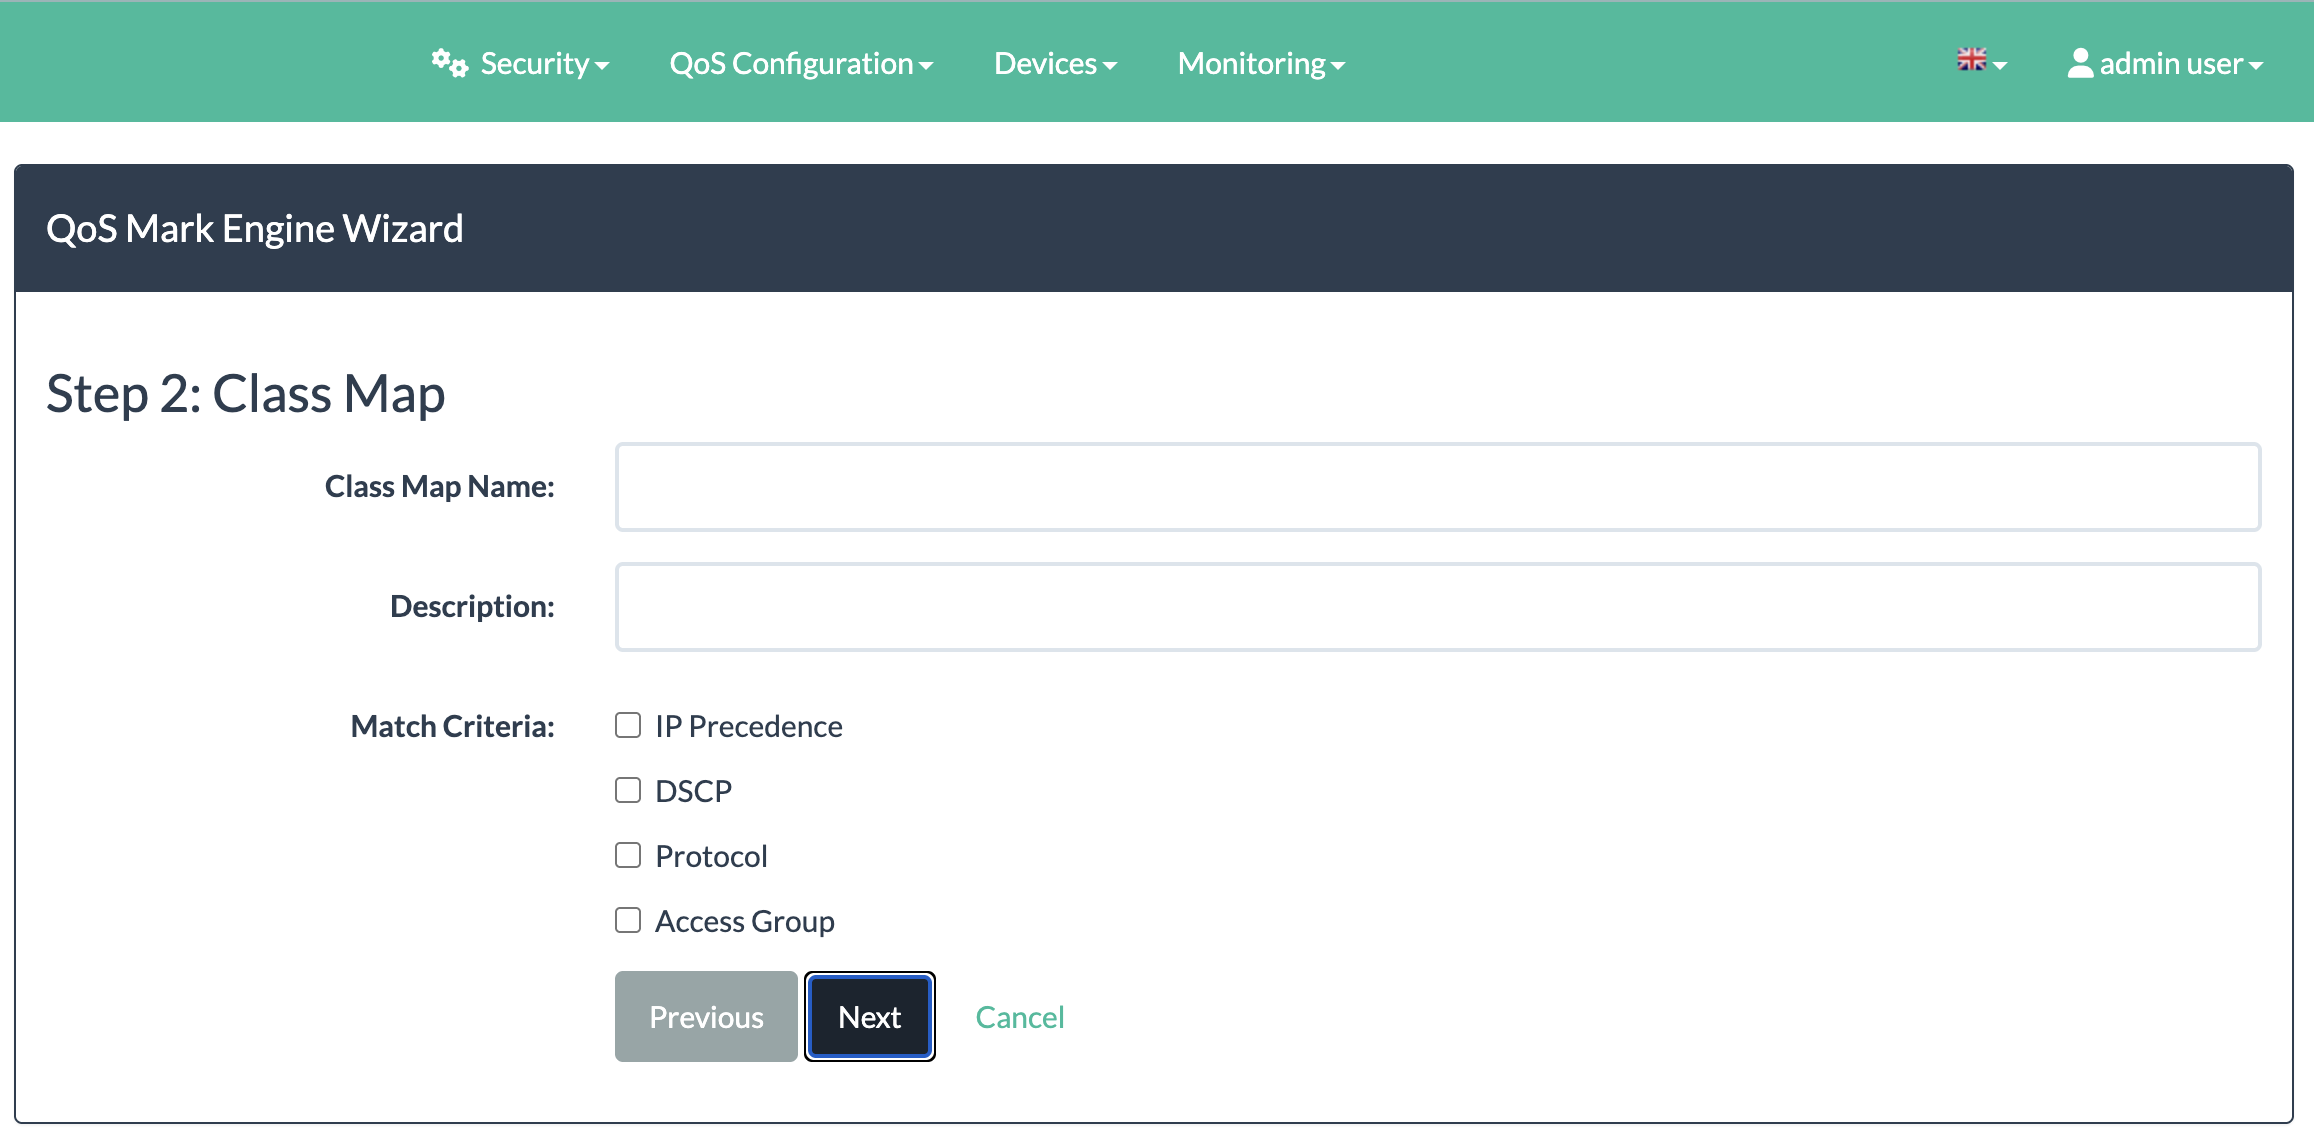 Security QoS Configuration Devices Monitoring admin user
QoS Mark Engine Wizard
Step 2: Class Map
Class Map Name:
Description:
Match Criteria: IP Precedence
DSCP
Protocol
Access Group
Previous Next Cancel